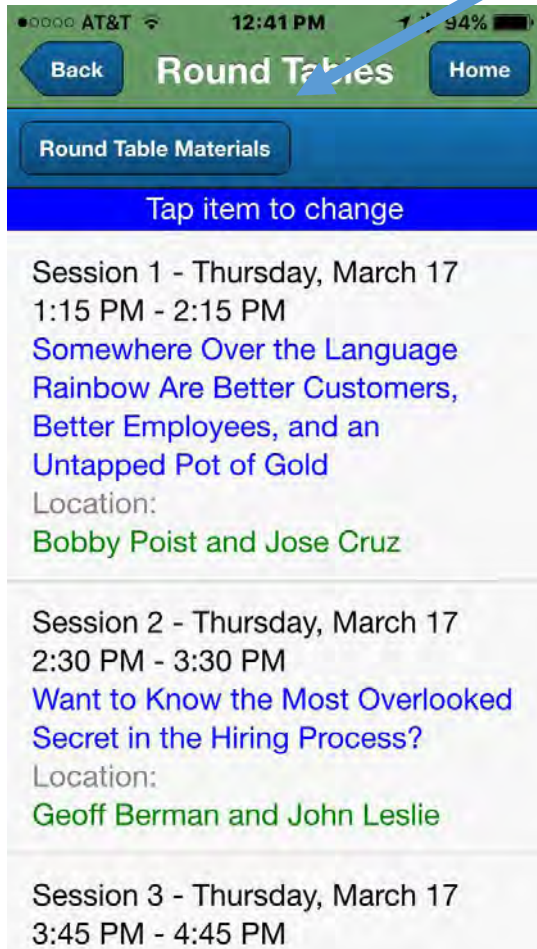 AT&T 12:41 PM 94%
Back Round Tables Home
Round Table Materials
Tap item to change
Session 1 - Thursday, March 17
1:15 PM - 2:15 PM
Somewhere Over the Language
Rainbow Are Better Customers,
Better Employees, and an
Untapped Pot of Gold
Location:
Bobby Poist and Jose Cruz
Session 2 - Thursday, March 17
2:30 PM - 3:30 PM
Want to Know the Most Overlooked
Secret in the Hiring Process?
Location:
Geoff Berman and John Leslie
Session 3 - Thursday, March 17
3:45 PM - 4:45 PM